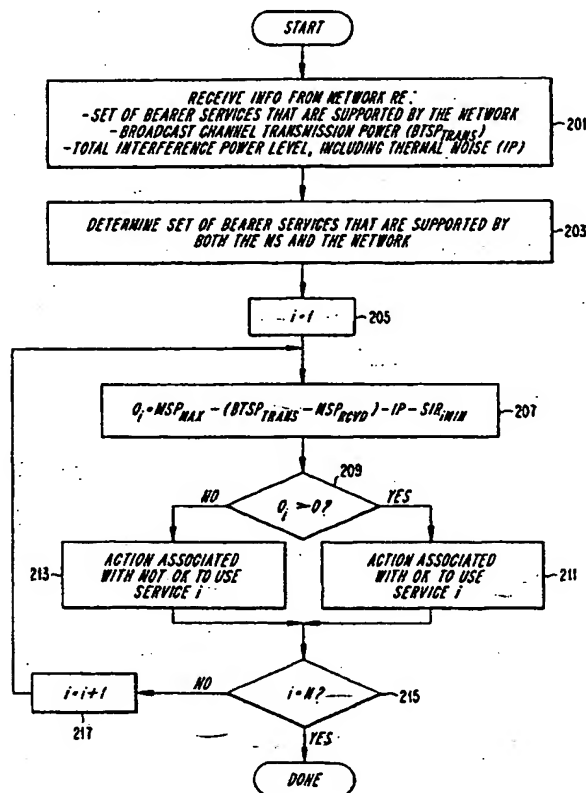 START
RECEIVE INFO FROM NETWORK RE:
-SET OF BEARER SERVICES THAT ARE SUPPORTED BY THE NETWORK
-BROADCAST CHANNEL TRANSMISSION POWER (BTSP_TRANS)
-TOTAL INTERFERENCE POWER LEVEL, INCLUDING THERMAL NOISE (IP)
201
DETERMINE SET OF BEARER SERVICES THAT ARE SUPPORTED BY
BOTH THE MS AND THE NETWORK
203
i=1
205
O_i = MSP_MAX - (BTSP_TRANS - MSP_RCVD) - IP - SIR_iMIN
207
209
O_i > 0?
NO
YES
213
ACTION ASSOCIATED
WITH NOT OK TO USE
SERVICE i
ACTION ASSOCIATED
WITH OK TO USE
SERVICE i
211
i=i+1
217
NO
i=N?
215
YES
DONE